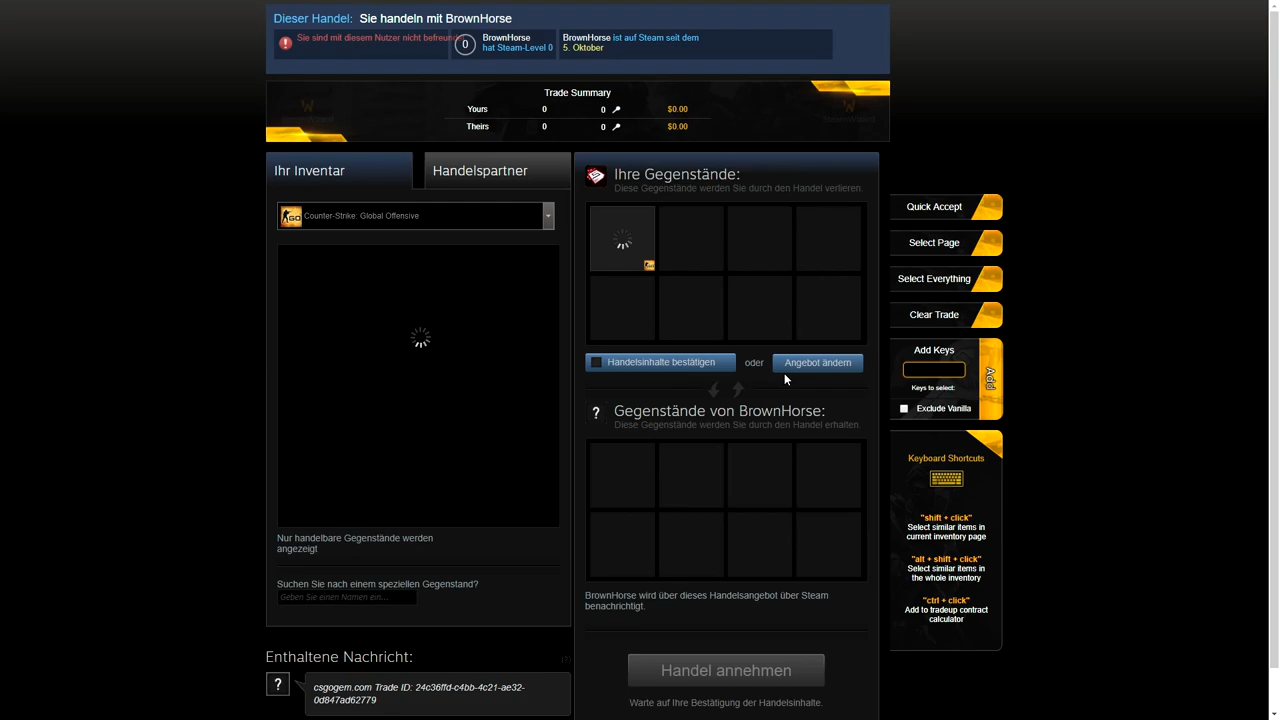 Dieser Handel: Sie handeln mit BrownHorse
Sie sind mit diesem Nutzer nicht befreundet
0
BrownHorse
hat Steam-Level 0
BrownHorse ist auf Steam seit dem
5. Oktober
Trade Summary
Yours 0 0 $0.00
Theirs 0 0 $0.00
Ihr Inventar
Handelspartner
Counter-Strike: Global Offensive
Nur handelbare Gegenstände werden
angezeigt
Suchen Sie nach einem speziellen Gegenstand?
Geben Sie einen Namen ein...
Enthaltene Nachricht:
(?)
?
csgogem.com Trade ID: 24c36ffd-c4bb-4c21-ae32-
0d847ad62779
Ihre Gegenstände:
Diese Gegenstände werden Sie durch den Handel verlieren.
Handelsinhalte bestätigen oder Angebot ändern
?
Gegenstände von BrownHorse:
Diese Gegenstände werden Sie durch den Handel erhalten.
BrownHorse wird über dieses Handelsangebot über Steam
benachrichtigt.
Handel annehmen
Warte auf Ihre Bestätigung der Handelsinhalte.
Quick Accept
Select Page
Select Everything
Clear Trade
Add Keys
Keys to select:
Exclude Vanilla
Add
Keyboard Shortcuts
"shift + click"
Select similar items in
current inventory page
"alt + shift + click"
Select similar items in
the whole inventory
"ctrl + click"
Add to tradeup contract
calculator